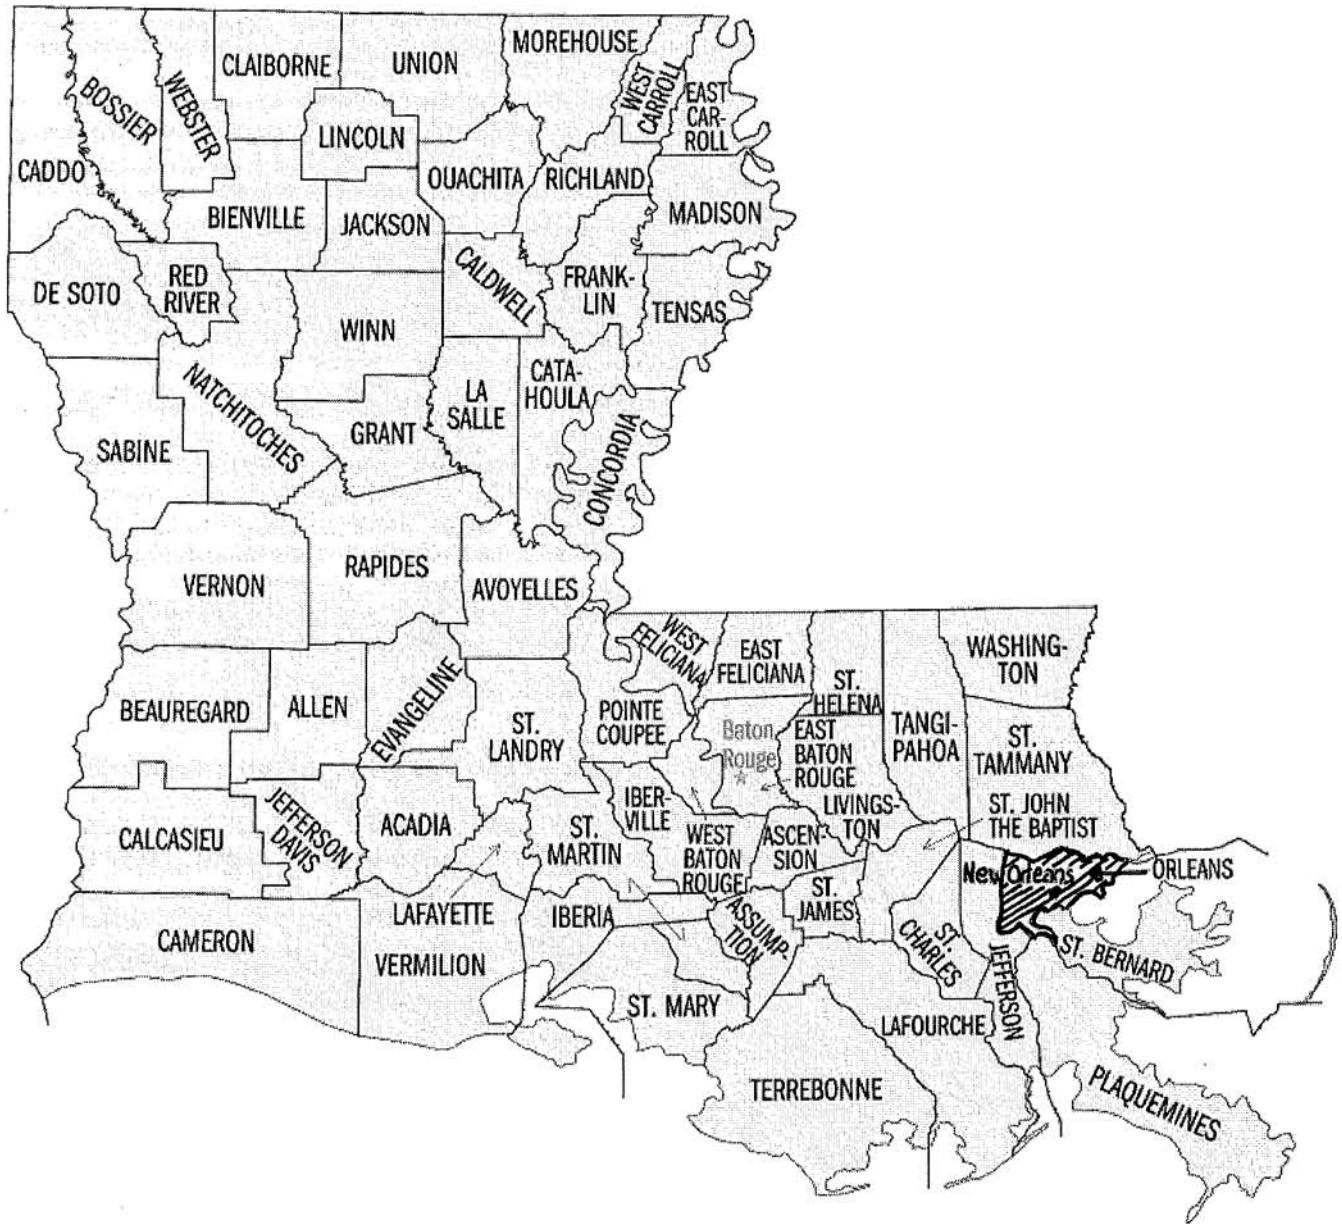 MOREHOUSE
CLAIBORNE
UNION
WEST
CARROLL
BOSSIER
WEBSTER
EAST
CAR-
ROLL
LINCOLN
CADDO
OUACHITA
RICHLAND
BIENVILLE
JACKSON
MADISON
RED
RIVER
CALDWELL
FRANK-
LIN
DE SOTO
TENSAS
WINN
NATCHITOCHES
LA
SALLE
CATA-
HOULA
GRANT
SABINE
CONCORDIA
VERNON
RAPIDES
AVOYELLES
WEST
FELICIANA
EAST
FELICIANA
ST.
HELENA
WASHING-
TON
BEAUREGARD
ALLEN
EVANGELINE
ST.
LANDRY
POINTE
COUPEE
Baton
Rouge
EAST
BATON
ROUGE
TANGI-
PAHOA
ST.
TAMMANY
CALCASIEU
JEFFERSON
DAVIS
ACADIA
ST.
MARTIN
IBER-
VILLE
WEST
BATON
ROUGE
ASCEN-
SION
LIVINGS-
TON
ST. JOHN
THE BAPTIST
New Orleans
ORLEANS
LAFAYETTE
IBERIA
ASSUMP-
TION
ST.
JAMES
ST.
CHARLES
CAMERON
VERMILION
ST. MARY
JEFFERSON
ST. BERNARD
LAFOURCHE
TERREBONNE
PLAQUEMINES